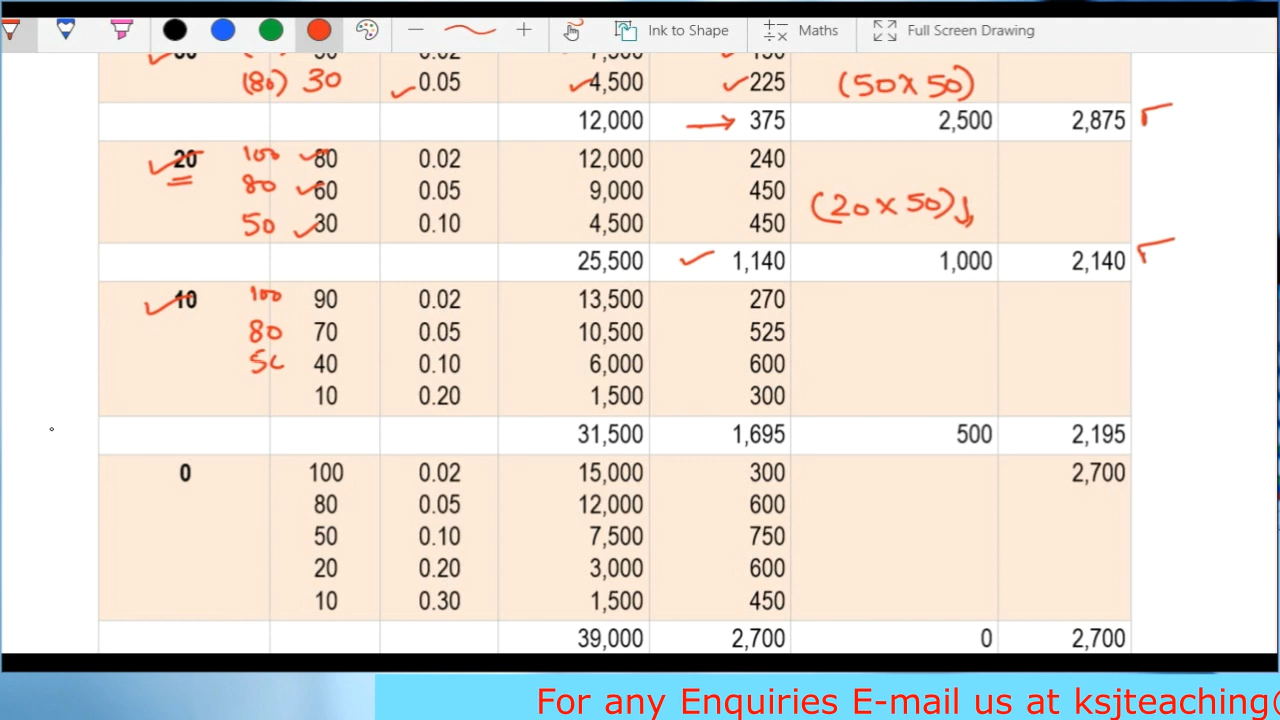 Ink to Shape Maths Full Screen Drawing
(80) 30 0.05 4,500 225 (50 x 50)
12,000 375 2,500 2,875
20 100 80 0.02 12,000 240
80 60 0.05 9,000 450
50 30 0.10 4,500 450 (20 x 50)
25,500 1,140 1,000 2,140
10 100 90 0.02 13,500 270
80 70 0.05 10,500 525
50 40 0.10 6,000 600
10 0.20 1,500 300
31,500 1,695 500 2,195
0 100 0.02 15,000 300 2,700
80 0.05 12,000 600
50 0.10 7,500 750
20 0.20 3,000 600
10 0.30 1,500 450
39,000 2,700 0 2,700
For any Enquiries E-mail us at ksjteaching